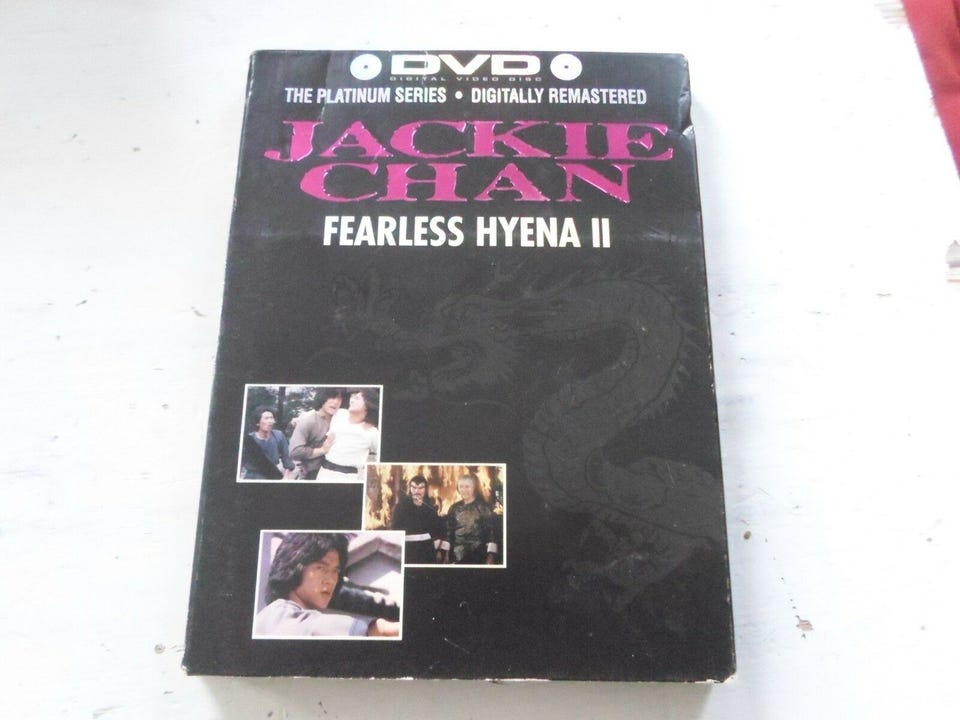 DVD
DIGITAL VIDEO DISC
THE PLATINUM SERIES • DIGITALLY REMASTERED
JACKIE
CHAN
FEARLESS HYENA II